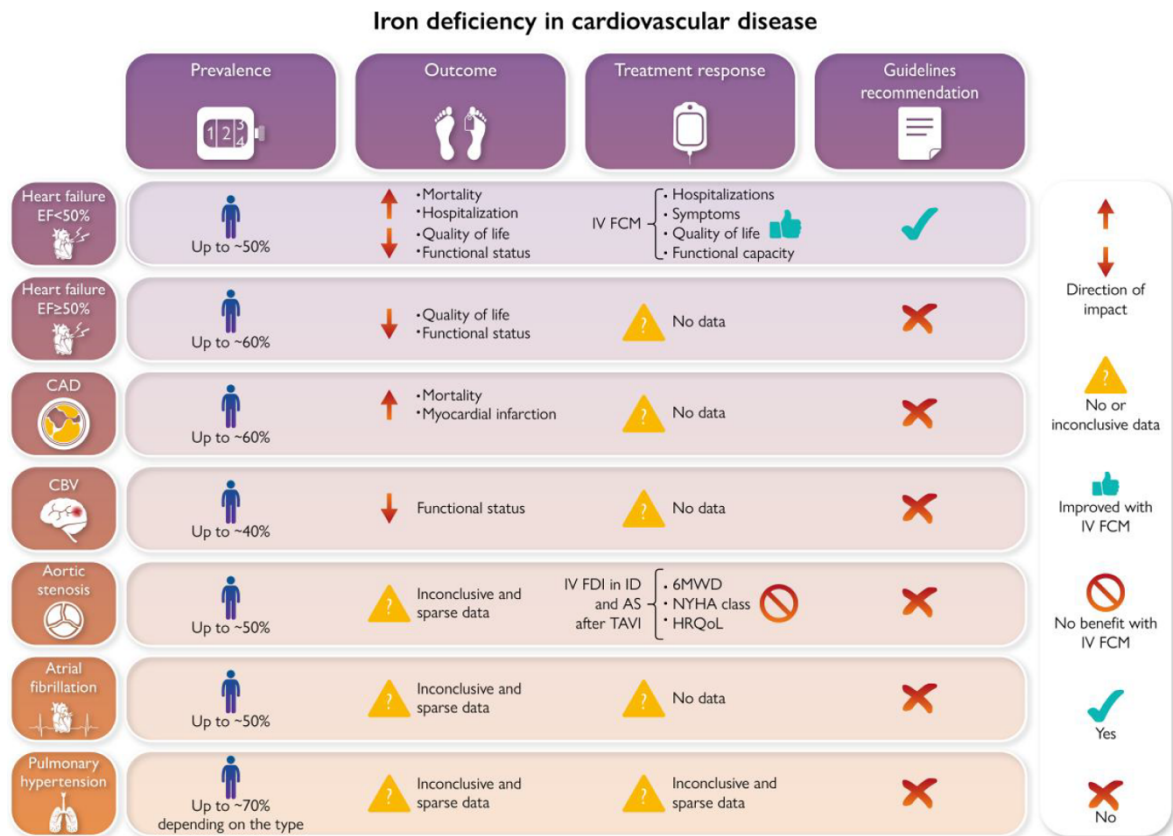 Iron deficiency in cardiovascular disease
Prevalence
1 2 3
4
Outcome
Treatment response
Guidelines
recommendation
Heart failure
EF<50%
Up to ~50%
·Mortality
·Hospitalization
·Quality of life
·Functional status
IV FCM
· Hospitalizations
· Symptoms
· Quality of life
· Functional capacity
Heart failure
EF≥50%
Up to ~60%
· Quality of life
· Functional status
? No data
CAD
Up to ~60%
· Mortality
· Myocardial infarction
? No data
CBV
Up to ~40%
Functional status
? No data
Aortic
stenosis
Up to ~50%
? Inconclusive and
sparse data
IV FDI in ID
and AS
after TAVI
· 6MWD
· NYHA class
· HRQoL
Atrial
fibrillation
Up to ~50%
? Inconclusive and
sparse data
? No data
Pulmonary
hypertension
Up to ~70%
depending on the type
? Inconclusive and
sparse data
? Inconclusive and
sparse data
Direction of
impact
?
No or
inconclusive data
Improved with
IV FCM
No benefit with
IV FCM
Yes
No